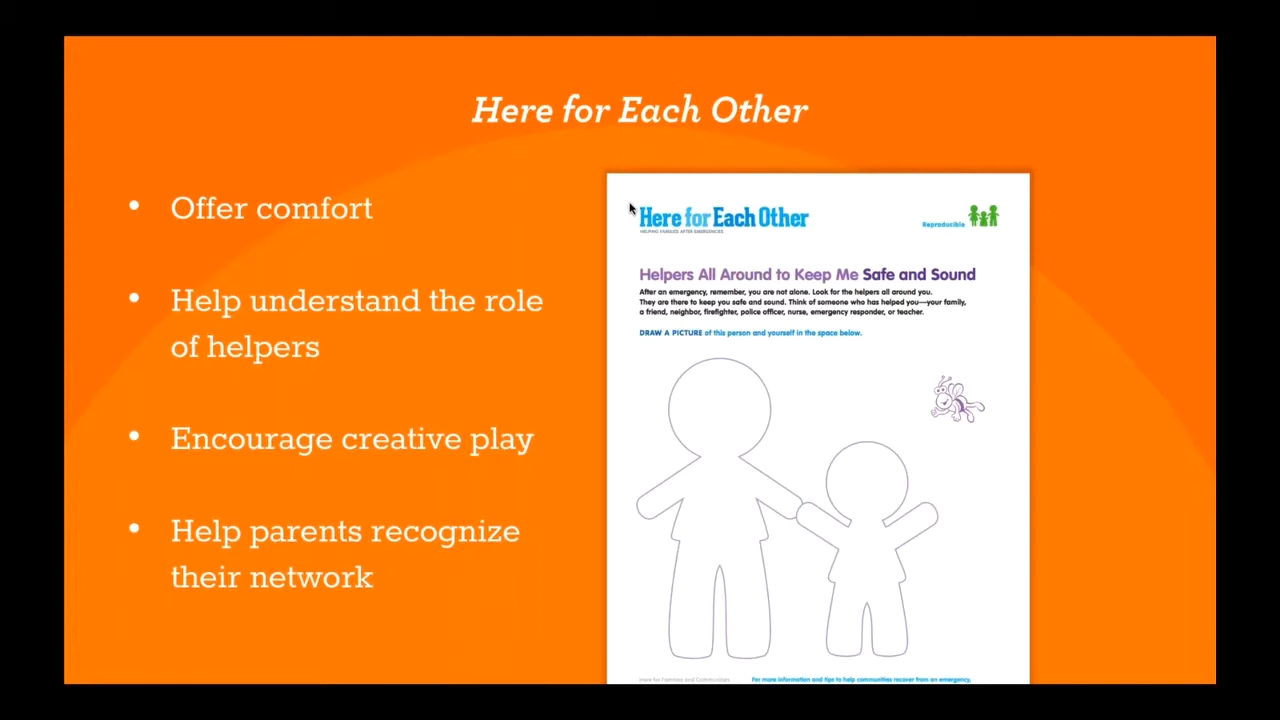 Here for Each Other
• Offer comfort
• Help understand the role
of helpers
• Encourage creative play
• Help parents recognize
their network
Here for Each Other
HELPING FAMILIES AFTER EMERGENCIES
Reproducible
Helpers All Around to Keep Me Safe and Sound
After an emergency, remember, you are not alone. Look for the helpers all around you.
They are there to keep you safe and sound. Think of someone who has helped you—your family,
a friend, neighbor, firefighter, police officer, nurse, emergency responder, or teacher.
DRAW A PICTURE of this person and yourself in the space below.
for Families and Communities
For more information and tips to help communities recover from an emergency,